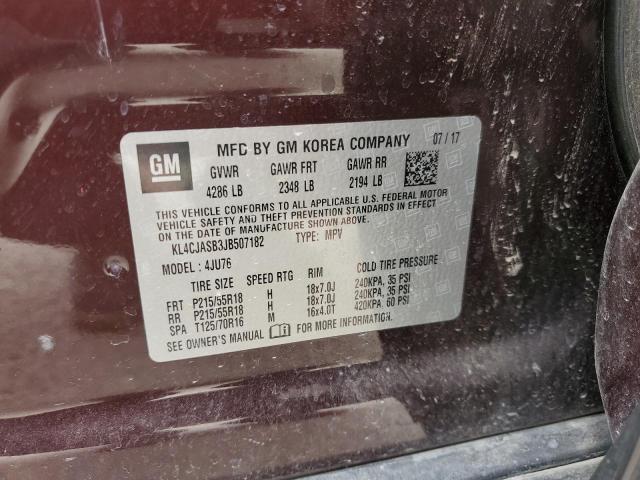 GM
MFG BY GM KOREA COMPANY 07/17
GVWR GAWR FRT GAWR RR
4286 LB 2348 LB 2194 LB
THIS VEHICLE CONFORMS TO ALL APPLICABLE U.S. FEDERAL MOTOR
VEHICLE SAFETY AND THEFT PREVENTION STANDARDS IN EFFECT
ON THE DATE OF MANUFACTURE SHOWN ABOVE.
KL4CJASB3JB507182 TYPE: MPV
MODEL: 4JU76
TIRE SIZE SPEED RTG RIM COLD TIRE PRESSURE
FRT P215/55R18 H 18x7.0J 240KPA, 35 PSI
RR P215/55R18 H 18x7.0J 240KPA, 35 PSI
SPA T125/70R16 M 16x4.0T 420KPA, 60 PSI
SEE OWNER'S MANUAL FOR MORE INFORMATION.